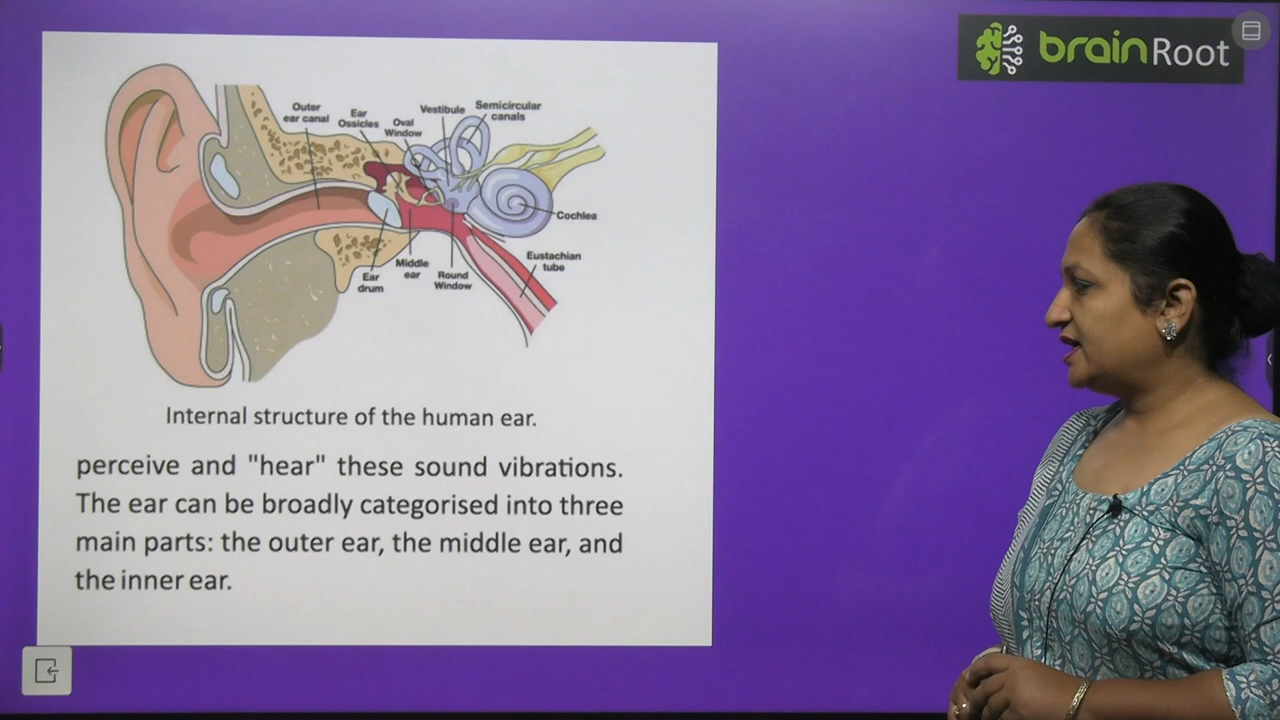 brainRoot
Outer
ear canal
Ear
Ossicles
Oval
Window
Vestibule
Semicircular
canals
Cochlea
Eustachian
tube
Middle
ear
Round
Window
Ear
drum
Internal structure of the human ear.
perceive and "hear" these sound vibrations.
The ear can be broadly categorised into three
main parts: the outer ear, the middle ear, and
the inner ear.